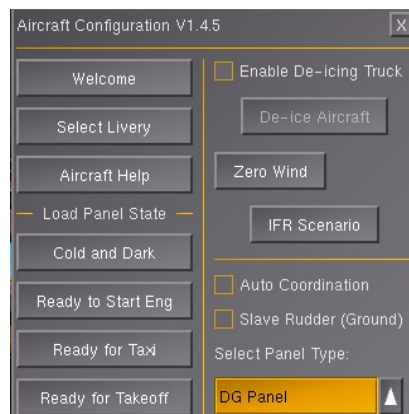 Aircraft Configuration V1.4.5
X
Welcome
Select Livery
Aircraft Help
Load Panel State
Cold and Dark
Ready to Start Eng
Ready for Taxi
Ready for Takeoff
Enable De-icing Truck
De-ice Aircraft
Zero Wind
IFR Scenario
Auto Coordination
Slave Rudder (Ground)
Select Panel Type:
DG Panel